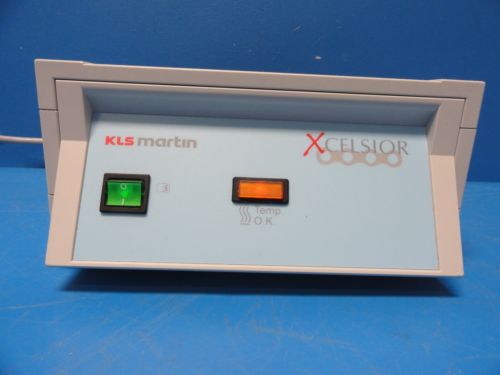 KLS martin
XCELSIOR
O
I
Temp.
O.K.